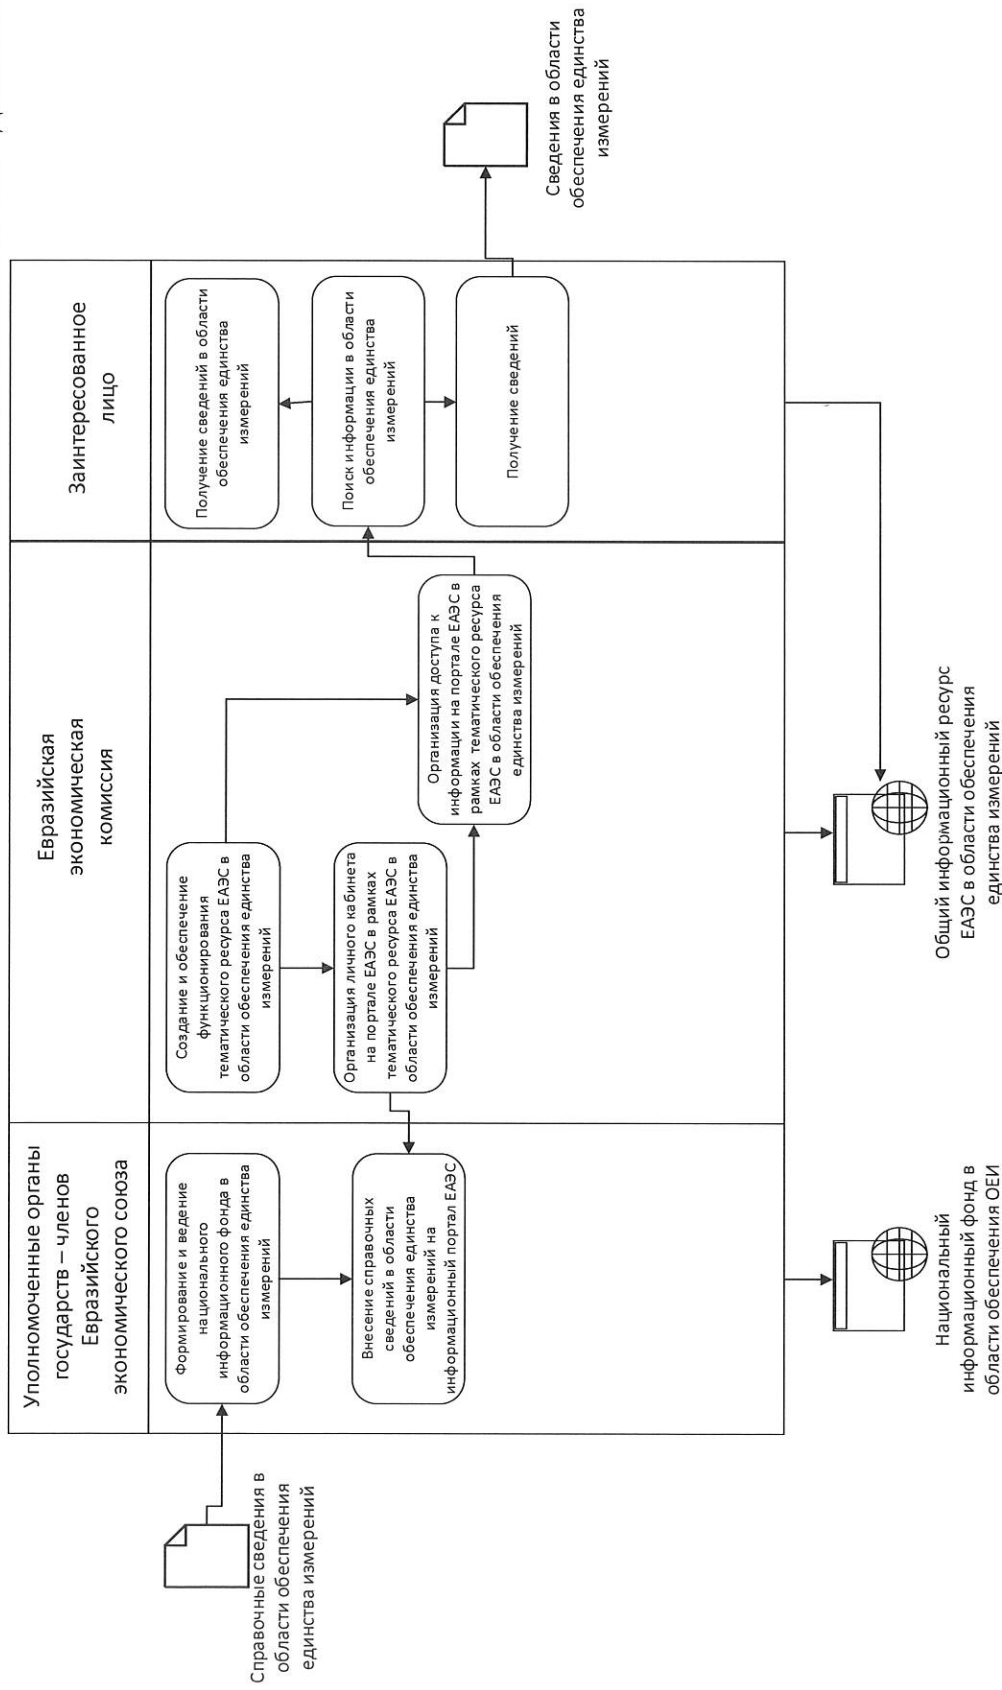 Уполномоченные органы
государств – членов
Евразийского
экономического союза
Евразийская
экономическая
комиссия
Заинтересованное
лицо
Справочные сведения в
области обеспечения
единства измерений
Формирование и ведение
национального
информационного фонда в
области обеспечения единства
измерений
Внесение справочных
сведений в области
обеспечения единства
измерений на
информационный портал ЕАЭС
Создание и обеспечение
функционирования
тематического ресурса ЕАЭС в
области обеспечения единства
измерений
Организация личного кабинета
на портале ЕАЭС в рамках
тематического ресурса ЕАЭС в
области обеспечения единства
измерений
Организация доступа к
информации на портале ЕАЭС в
рамках тематического ресурса
ЕАЭС в области обеспечения
единства измерений
Получение сведений в области
обеспечения единства
измерений
Поиск информации в области
обеспечения единства
измерений
Получение сведений
Сведения в области
обеспечения единства
измерений
Национальный
информационный фонд в
области обеспечения ОЕИ
Общий информационный ресурс
ЕАЭС в области обеспечения
единства измерений